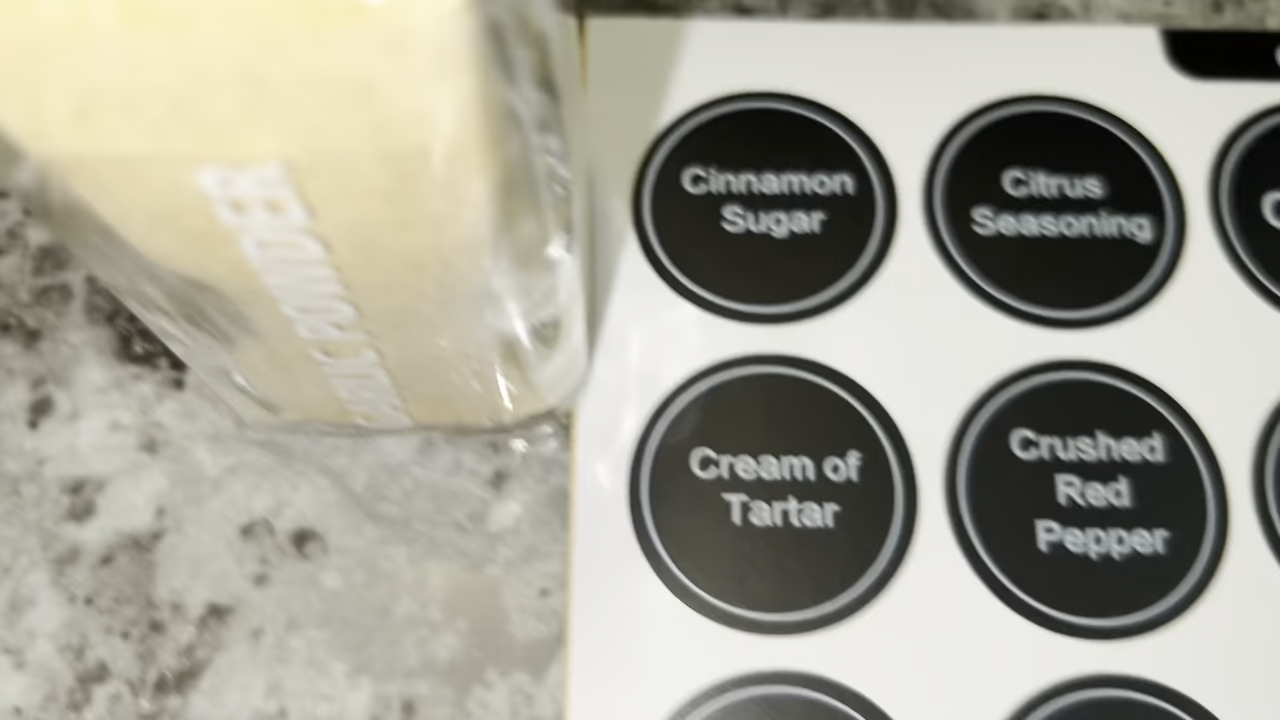 Cinnamon
Sugar
Citrus
Seasoning
Cream of
Tartar
Crushed
Red
Pepper